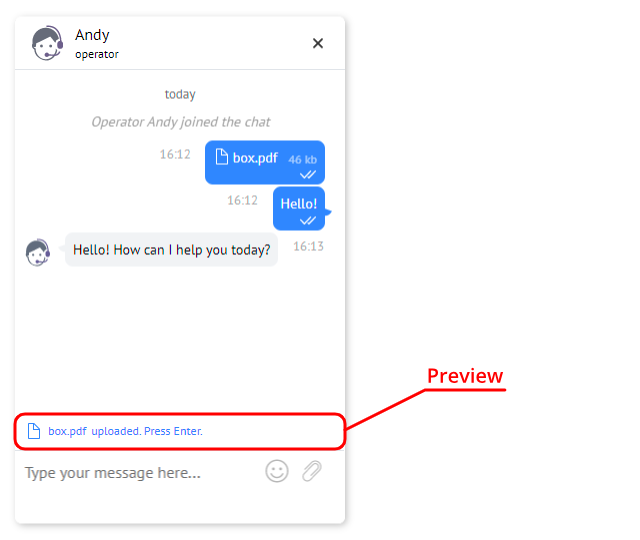 Andy
operator
today
Operator Andy joined the chat
16:12
box.pdf 46 kb
16:12
Hello!
Hello! How can I help you today?
16:13
Preview
box.pdf uploaded. Press Enter.
Type your message here...